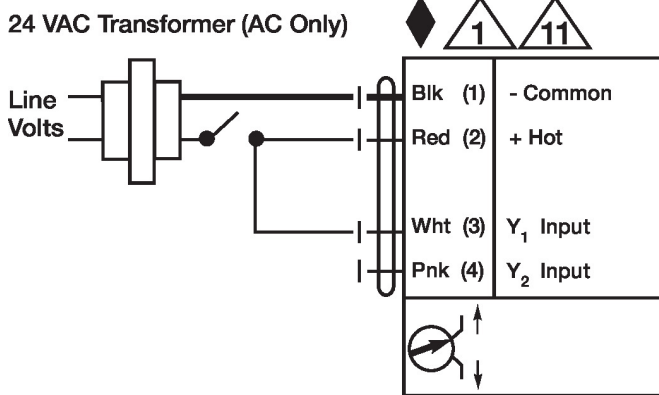 24 VAC Transformer (AC Only)
1
11
Line
Volts
Blk (1) - Common
Red (2) + Hot
Wht (3) Y₁ Input
Pnk (4) Y₂ Input